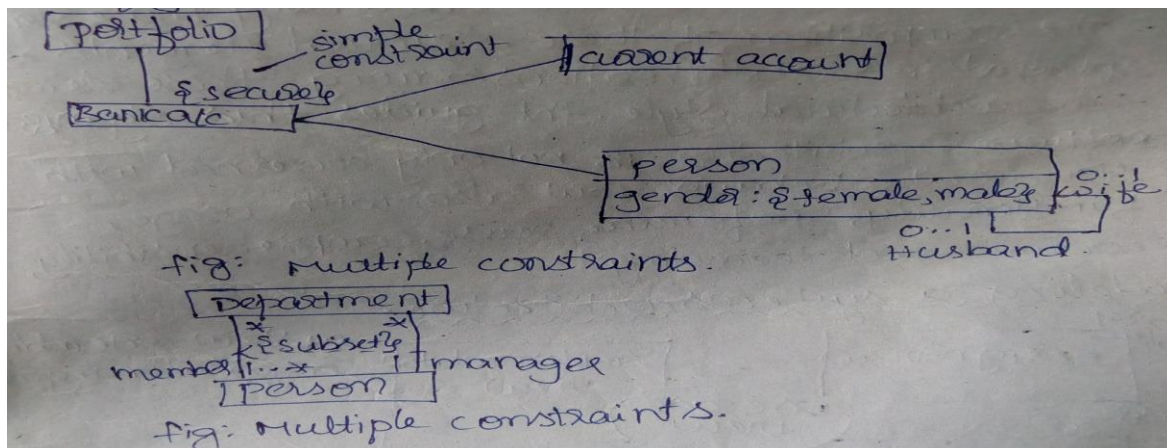 Portfolio
simple
constraint
current account
{secure}
Bank a/c
person
gender: {female, male}
0..1
wife
0...1
Husband.
fig: Multiple constraints.
Department
* *
{subset}
member 1..* 1 manager
person
fig: Multiple constraints.